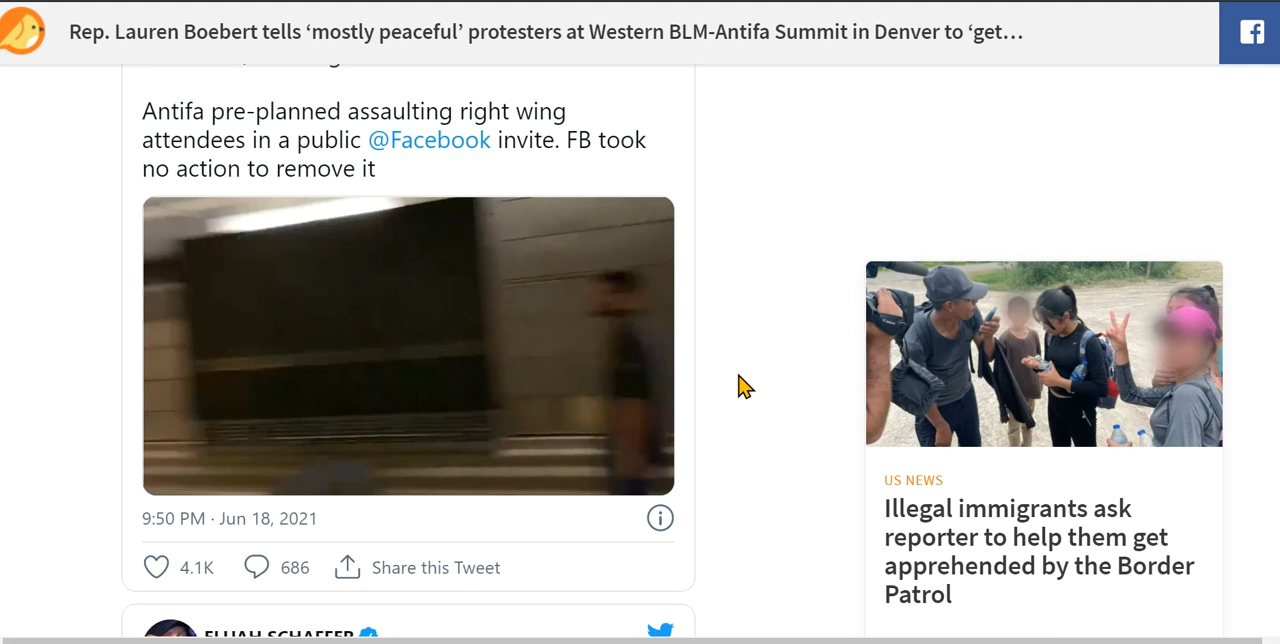 Rep. Lauren Boebert tells ‘mostly peaceful’ protesters at Western BLM-Antifa Summit in Denver to ‘get…
Antifa pre-planned assaulting right wing
attendees in a public @Facebook invite. FB took
no action to remove it
9:50 PM · Jun 18, 2021
4.1K 686 Share this Tweet
ELIJAH SCHAFFER
US NEWS
Illegal immigrants ask
reporter to help them get
apprehended by the Border
Patrol